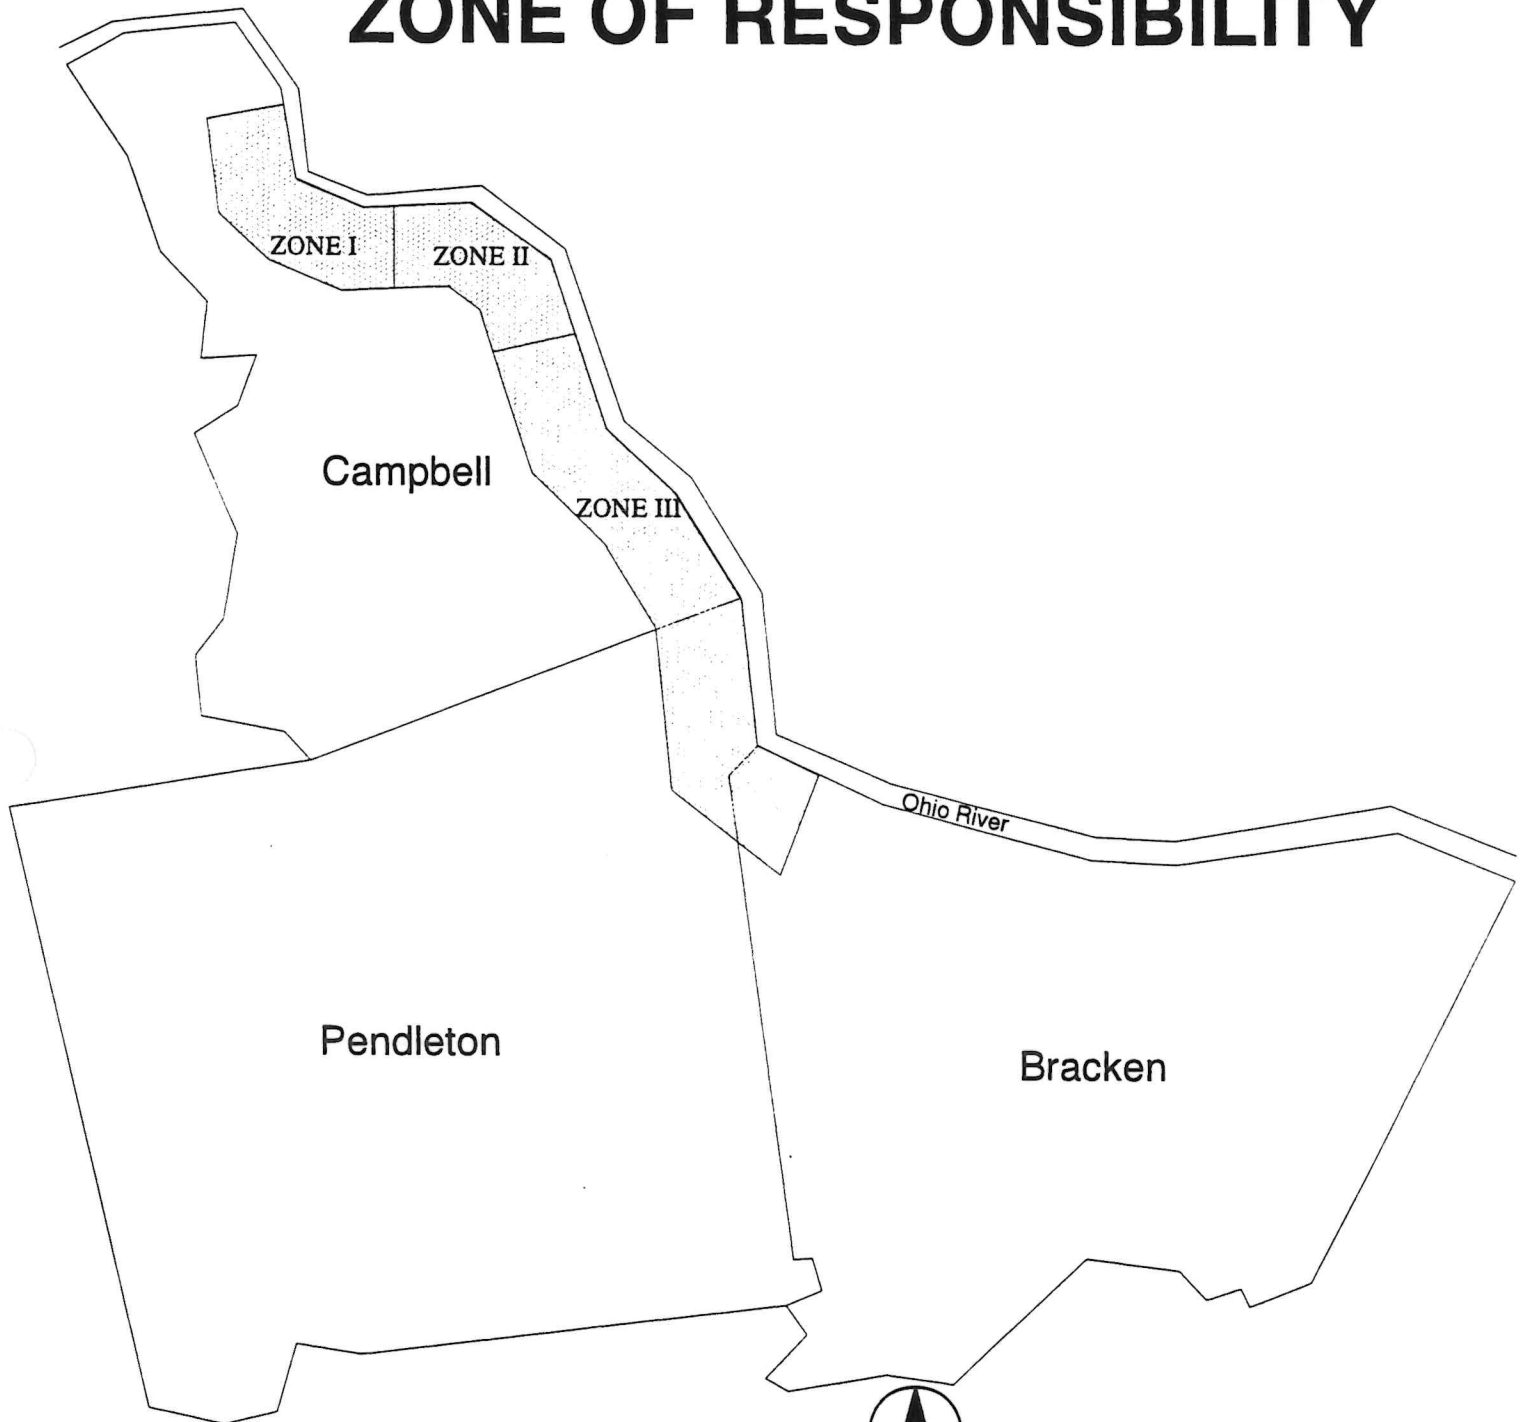 ZONE OF RESPONSIBILITY
ZONE I
ZONE II
Campbell
ZONE III
Ohio River
Pendleton
Bracken